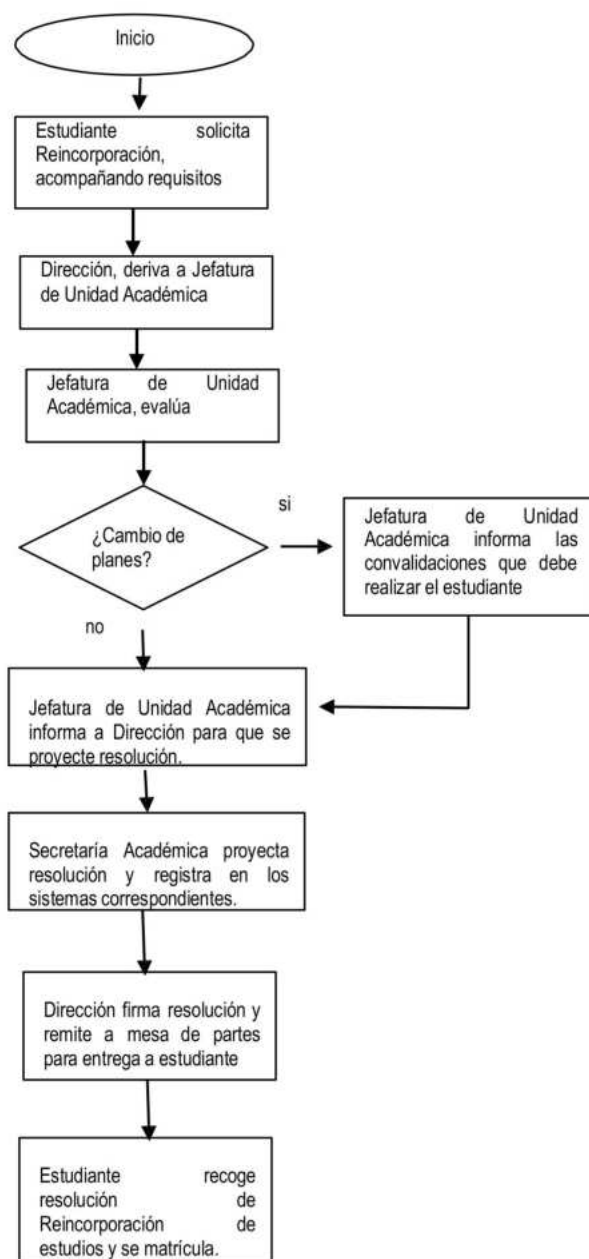 Inicio
Estudiante solicita
Reincorporación,
acompañando requisitos
Dirección, deriva a Jefatura
de Unidad Académica
Jefatura de Unidad
Académica, evalúa
¿Cambio de
planes?
si
Jefatura de Unidad
Académica informa las
convalidaciones que debe
realizar el estudiante
no
Jefatura de Unidad Académica
informa a Dirección para que se
proyecte resolución.
Secretaría Académica proyecta
resolución y registra en los
sistemas correspondientes.
Dirección firma resolución y
remite a mesa de partes
para entrega a estudiante
Estudiante recoge
resolución de
Reincorporación de
estudios y se matrícula.